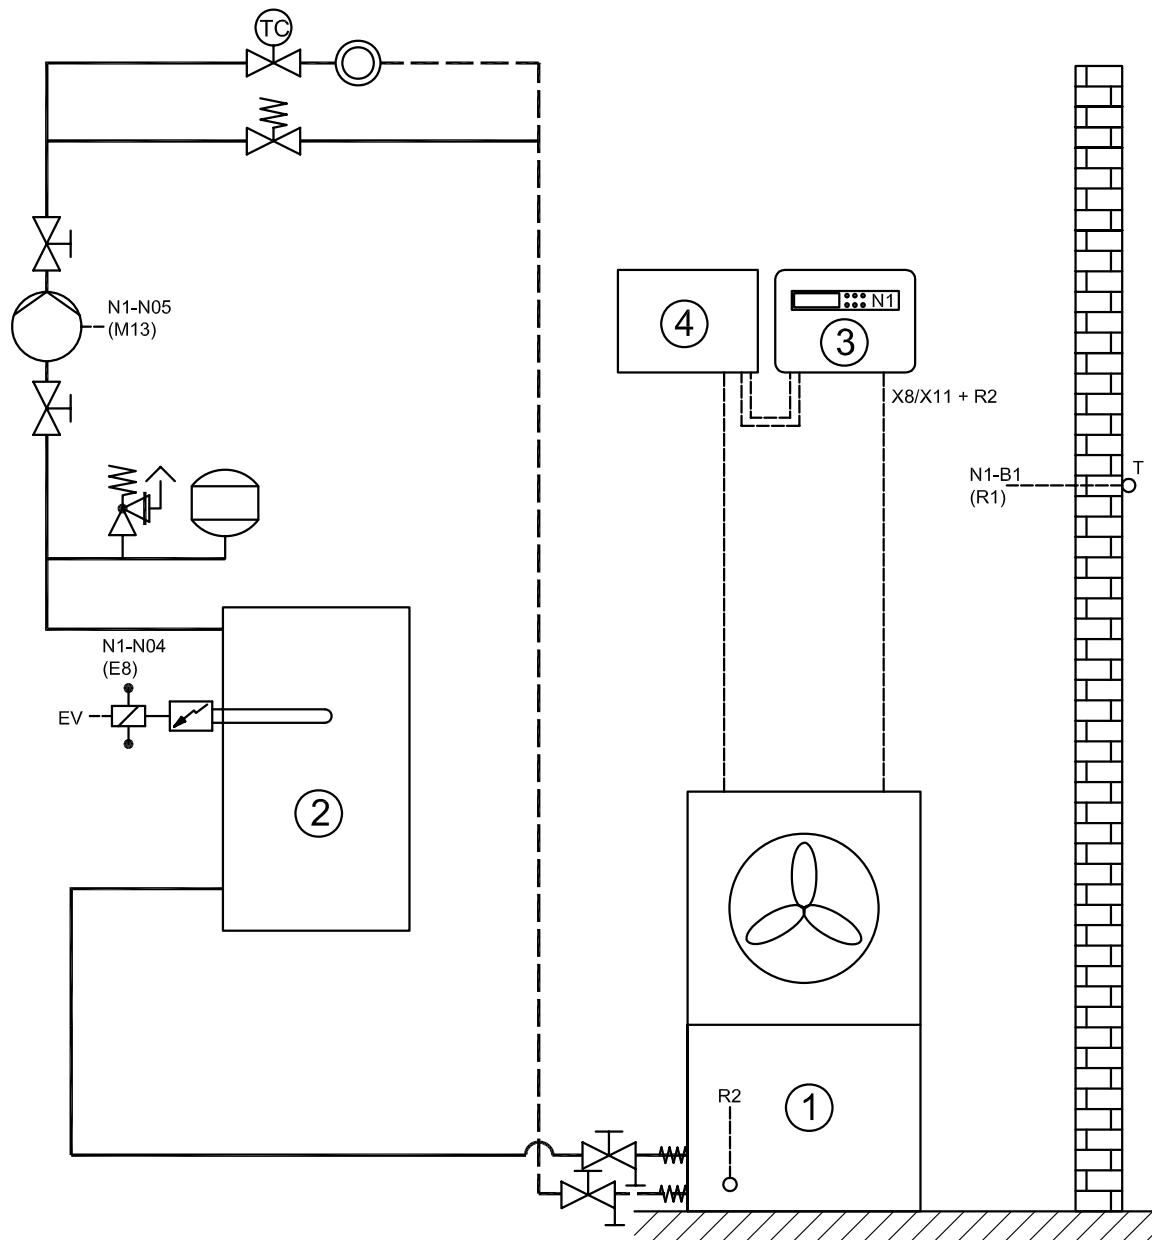 TC
N1-N05
(M13)
4
N1
3
X8/X11 + R2
N1-B1
(R1)
T
N1-N04
(E8)
EV
2
R2
1